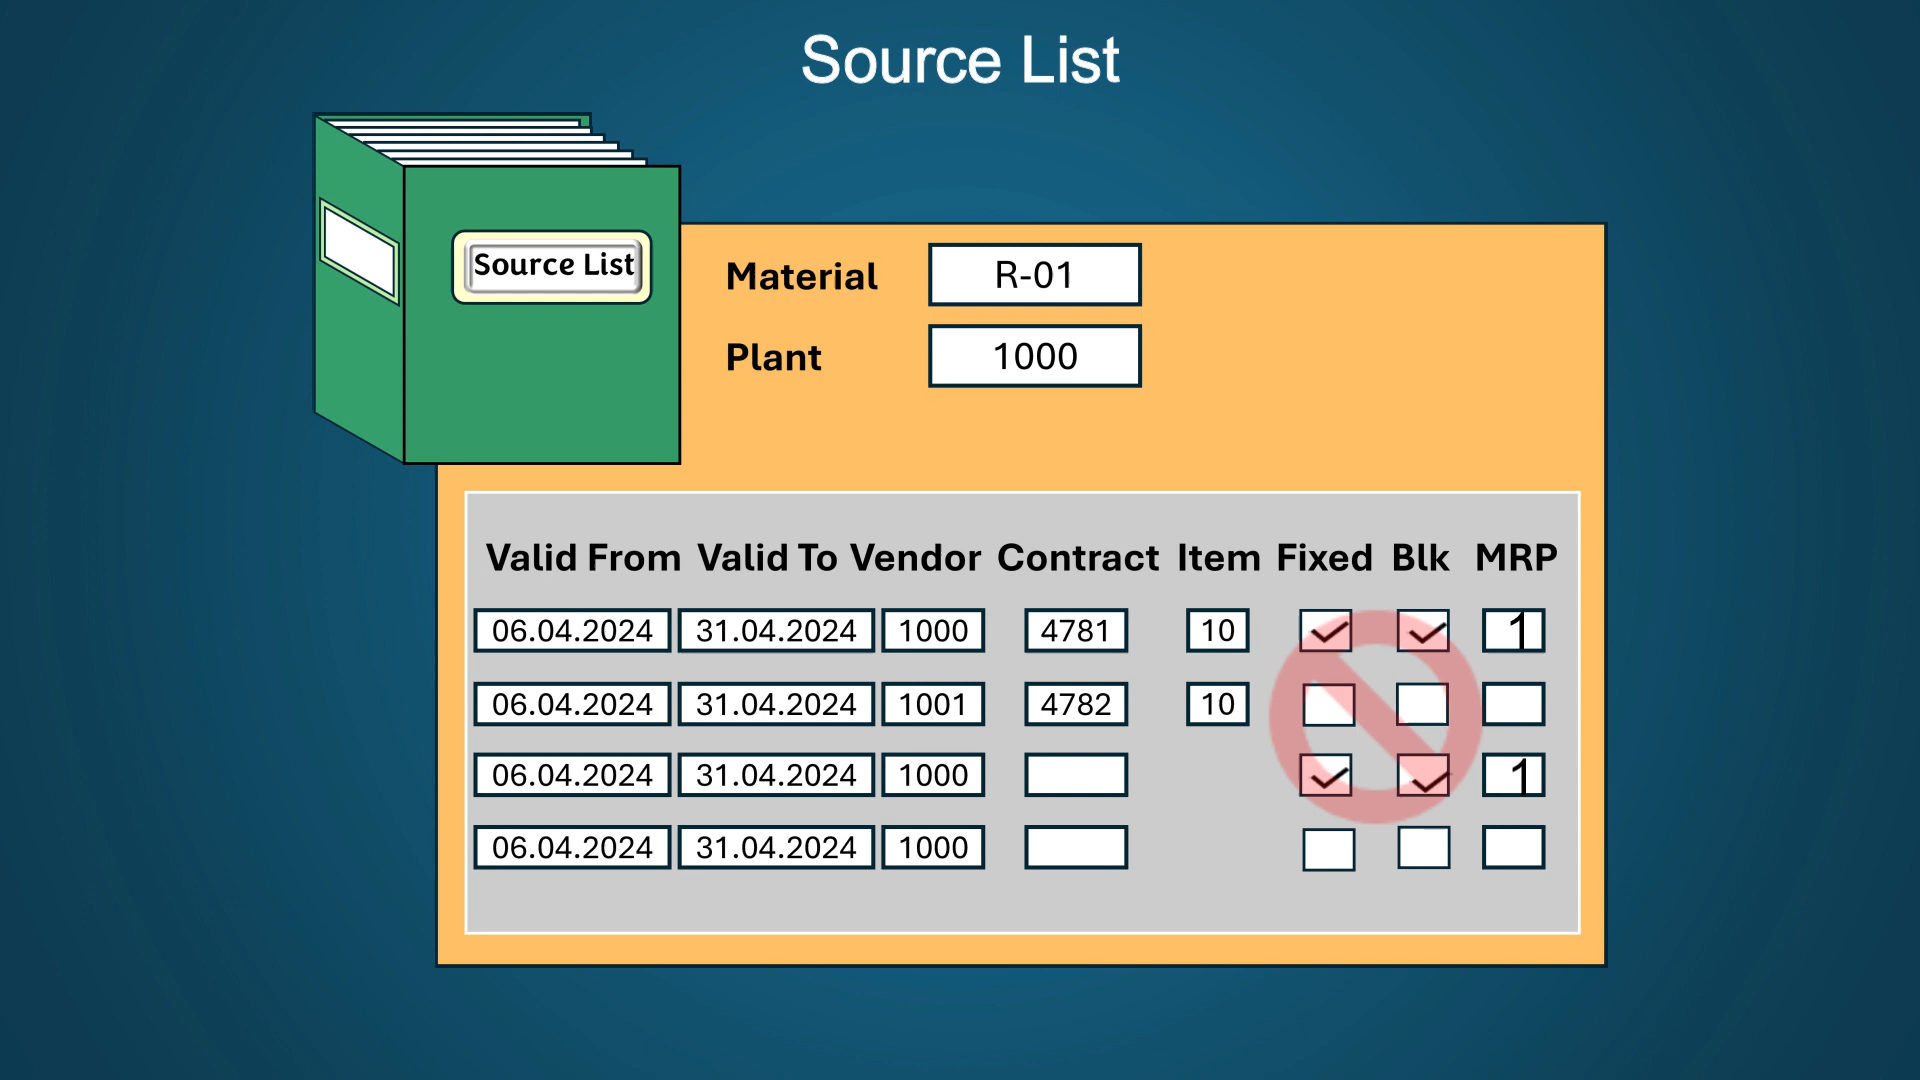 Source List
Source List
Material R-01
Plant 1000
Valid From Valid To Vendor Contract Item Fixed Blk MRP
06.04.2024 31.04.2024 1000 4781 10 1
06.04.2024 31.04.2024 1001 4782 10
06.04.2024 31.04.2024 1000 1
06.04.2024 31.04.2024 1000